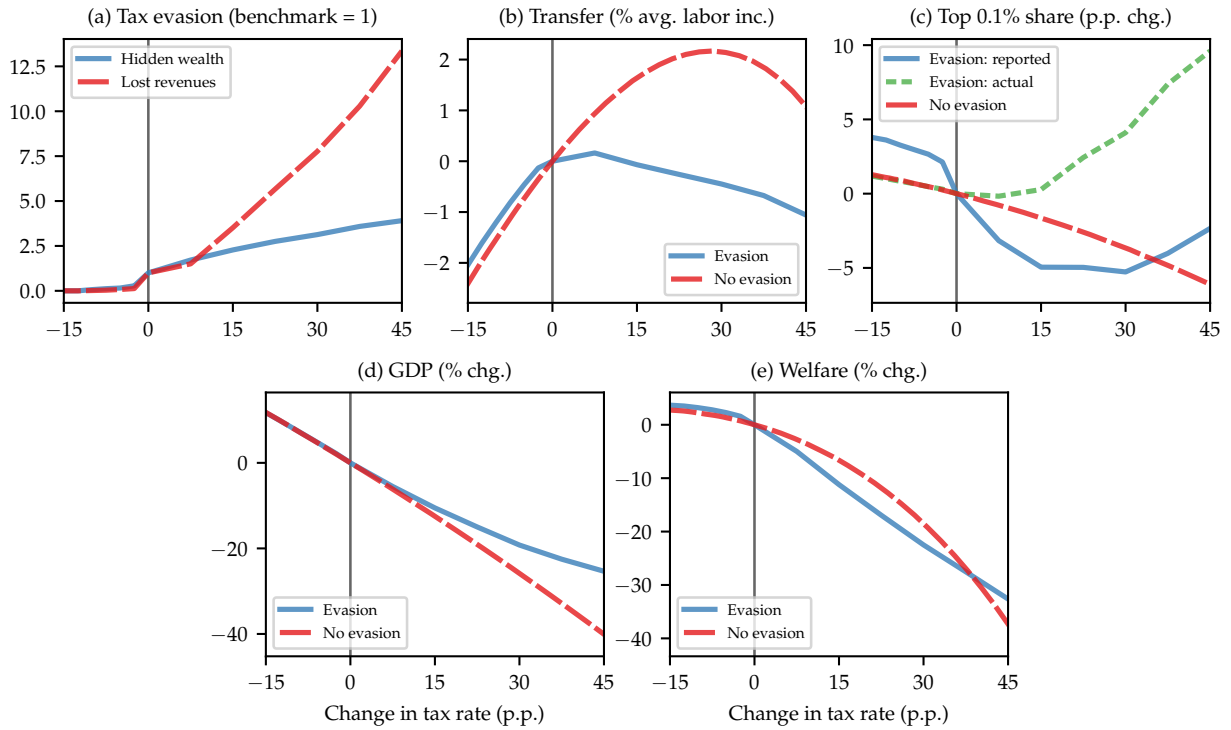 (a) Tax evasion (benchmark = 1)
12.5
10.0
7.5
5.0
2.5
0.0
Hidden wealth
Lost revenues
−15 0 15 30 45
(b) Transfer (% avg. labor inc.)
2
1
0
−1
−2
Evasion
No evasion
−15 0 15 30 45
(c) Top 0.1% share (p.p. chg.)
10
5
0
−5
Evasion: reported
Evasion: actual
No evasion
−15 0 15 30 45
(d) GDP (% chg.)
0
−20
−40
Evasion
No evasion
−15 0 15 30 45
Change in tax rate (p.p.)
(e) Welfare (% chg.)
0
−10
−20
−30
−40
Evasion
No evasion
−15 0 15 30 45
Change in tax rate (p.p.)